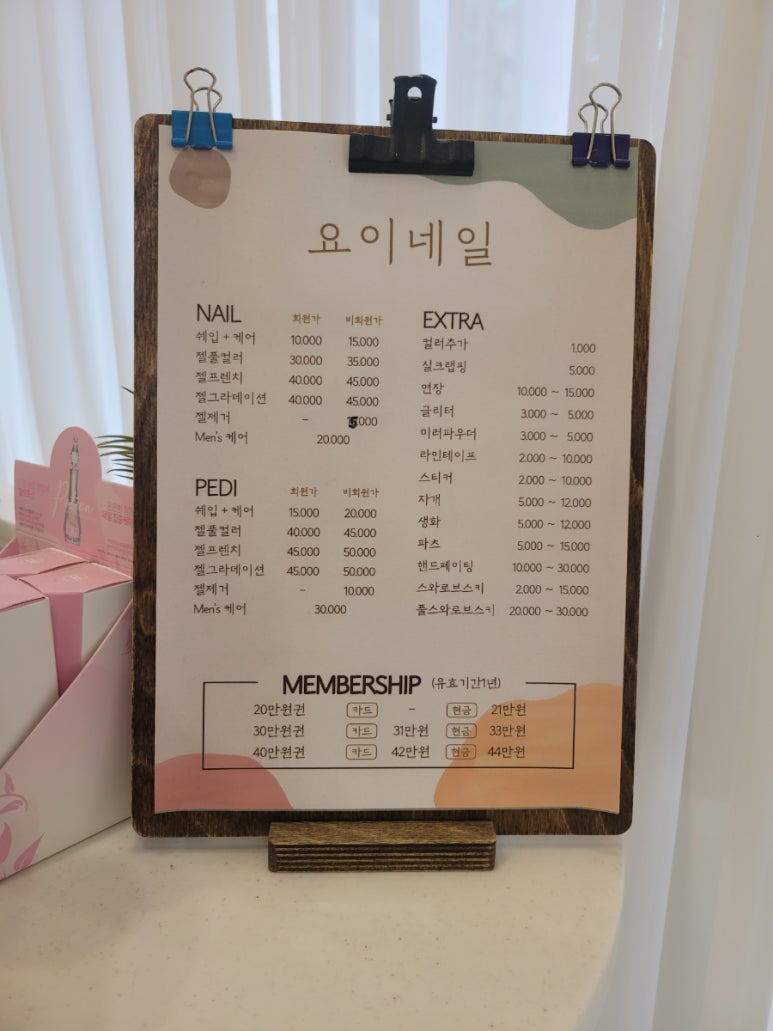 요이네일
NAIL 회원가 비회원가
쉐입 + 케어 10.000 15.000
젤풀컬러 30.000 35.000
젤프렌치 40.000 45.000
젤그라데이션 40.000 45.000
젤제거 -
Men's 케어 20.000
PEDI 회원가 비회원가
쉐입 + 케어 15.000 20.000
젤풀컬러 40.000 45.000
젤프렌치 45.000 50.000
젤그라데이션 45.000 50.000
젤제거 - 10.000
Men's 케어 30.000
EXTRA
컬러추가 1.000
실크랩핑 5.000
연장 10.000 ~ 15.000
글리터 3.000 ~ 5.000
미러파우더 3.000 ~ 5.000
라인테이프 2.000 ~ 10.000
스티커 2.000 ~ 10.000
자개 5.000 ~ 12.000
생화 5.000 ~ 12.000
파츠 5.000 ~ 15.000
핸드페이팅 10.000 ~ 30.000
스와로브스키 2.000 ~ 15.000
풀스와로브스키 20.000 ~ 30.000
MEMBERSHIP (유효기간1년)
20만원권 카드 - 현금 21만원
30만원권 카드 31만원 현금 33만원
40만원권 카드 42만원 현금 44만원